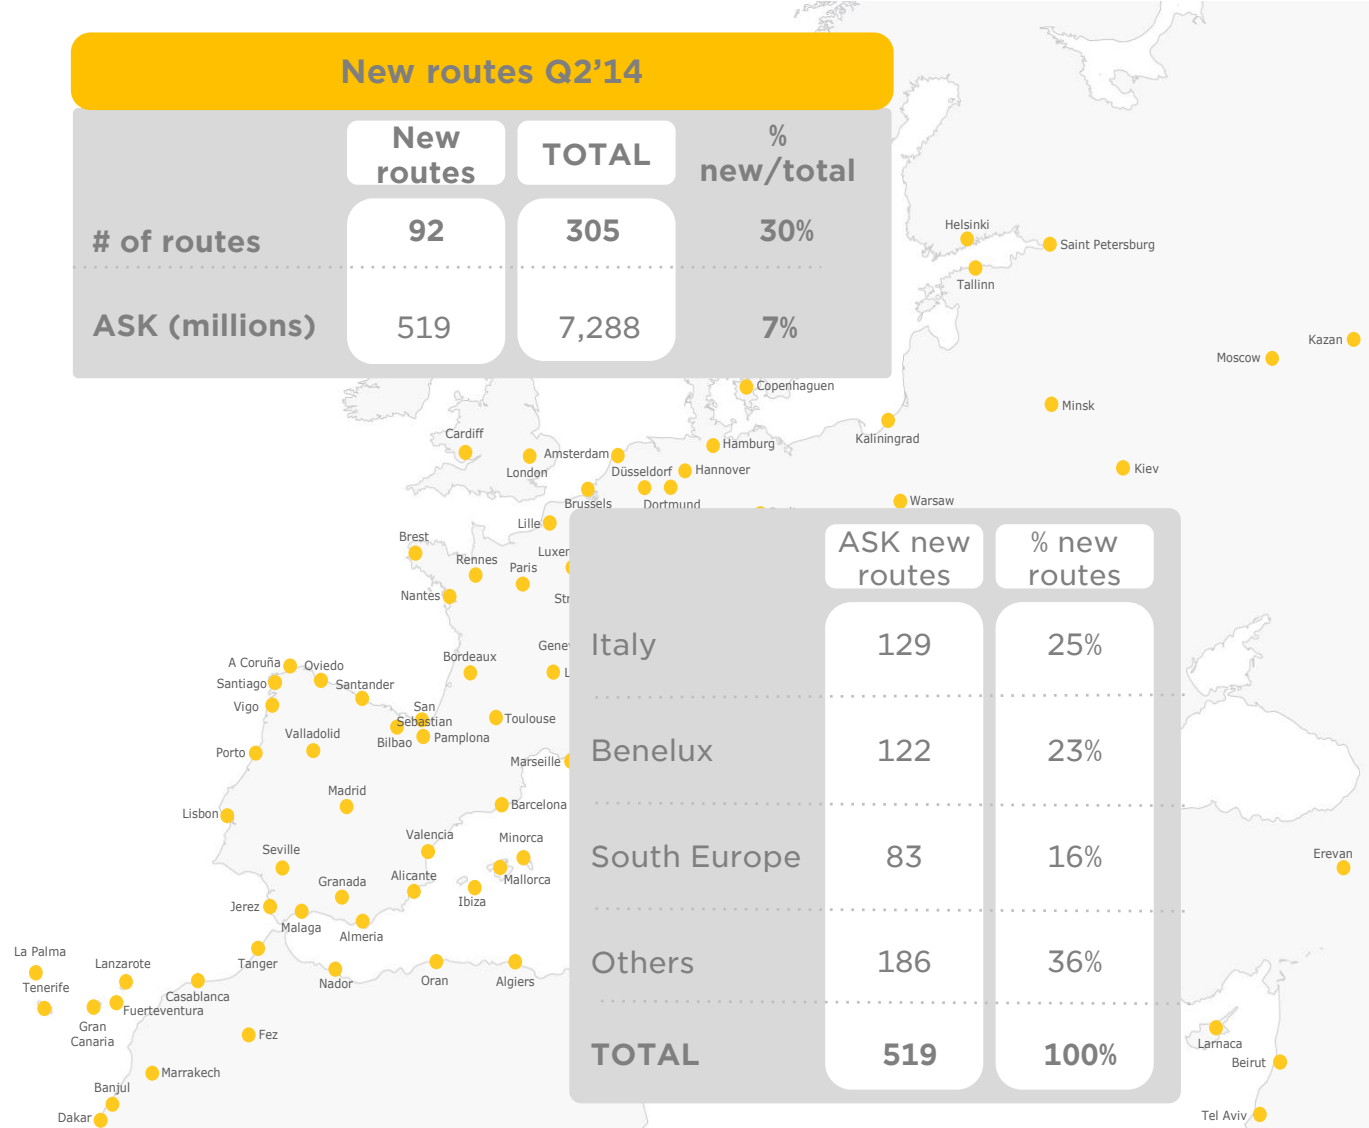 New routes Q2’14
New routes
TOTAL
% new/total
# of routes
92
305
30%
ASK (millions)
519
7,288
7%
Helsinki
Saint Petersburg
Tallinn
Kazan
Moscow
Copenhaguen
Minsk
Kaliningrad
Cardiff
Hamburg
Amsterdam
London
Düsseldorf
Hannover
Kiev
Brussels
Dortmund
Warsaw
Lille
Brest
Rennes
Paris
Luxer
Nantes
Str
Gene
Bordeaux
L
A Coruña
Oviedo
Santiago
Santander
Vigo
San Sebastian
Toulouse
Valladolid
Bilbao
Pamplona
Porto
Marseille
Madrid
Barcelona
Lisbon
Valencia
Minorca
Seville
Alicante
Mallorca
Granada
Ibiza
Jerez
Malaga
Almeria
La Palma
Lanzarote
Tanger
Tenerife
Nador
Oran
Algiers
Casablanca
Fuerteventura
Gran Canaria
Fez
Marrakech
Banjul
Dakar
Erevan
Larnaca
Beirut
Tel Aviv
ASK new routes
% new routes
Italy
129
25%
Benelux
122
23%
South Europe
83
16%
Others
186
36%
TOTAL
519
100%